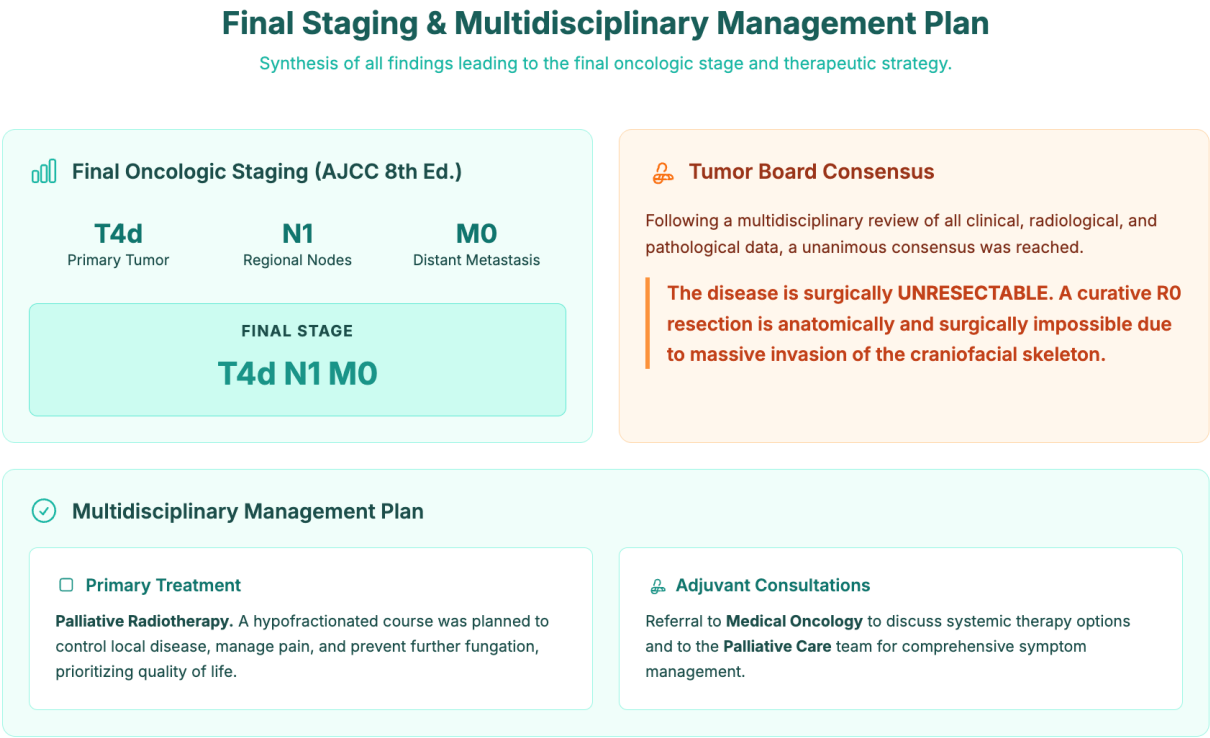 Final Staging & Multidisciplinary Management Plan
Synthesis of all findings leading to the final oncologic stage and therapeutic strategy.
Final Oncologic Staging (AJCC 8th Ed.)
T4d
Primary Tumor
N1
Regional Nodes
M0
Distant Metastasis
FINAL STAGE
T4d N1 M0
Tumor Board Consensus
Following a multidisciplinary review of all clinical, radiological, and
pathological data, a unanimous consensus was reached.
The disease is surgically UNRESECTABLE. A curative R0
resection is anatomically and surgically impossible due
to massive invasion of the craniofacial skeleton.
Multidisciplinary Management Plan
Primary Treatment
Palliative Radiotherapy. A hypofractionated course was planned to
control local disease, manage pain, and prevent further fungation,
prioritizing quality of life.
Adjuvant Consultations
Referral to Medical Oncology to discuss systemic therapy options
and to the Palliative Care team for comprehensive symptom
management.